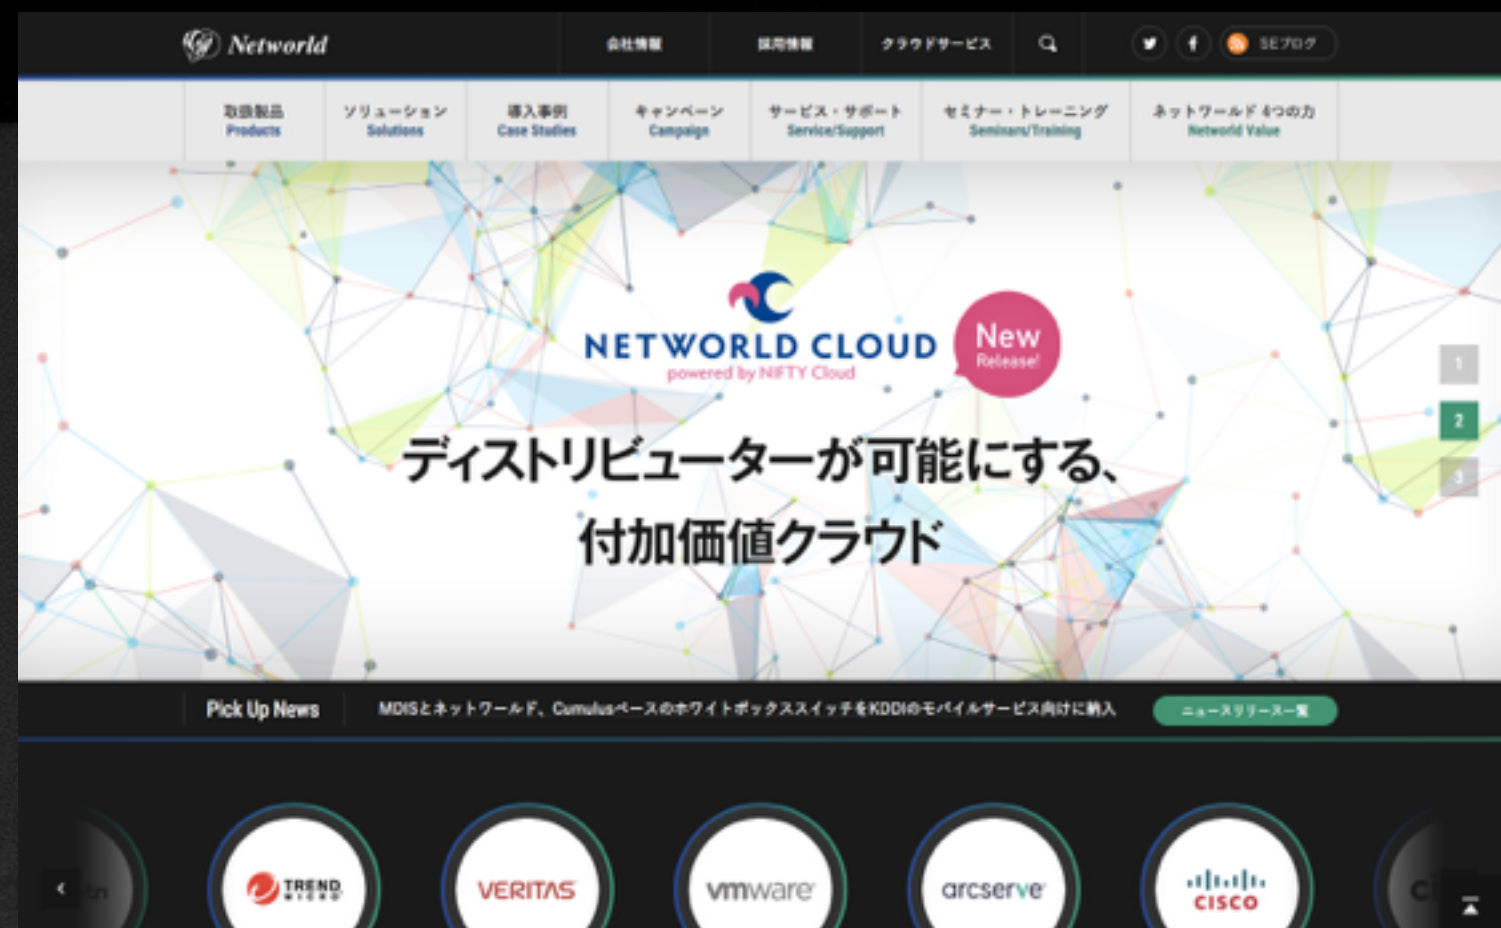 Networld
会社情報
採用情報
クラウドサービス
SEブログ
取扱製品
Products
ソリューション
Solutions
導入事例
Case Studies
キャンペーン
Campaign
サービス・サポート
Service/Support
セミナー・トレーニング
Seminars/Training
ネットワールド 4つの力
Networld Value
NETWORLD CLOUD
powered by NIFTY Cloud
New
Release!
ディストリビューターが可能にする、
付加価値クラウド
1
2
3
Pick Up News
MDISとネットワールド、CumulusベースのホワイトボックススイッチをKDDIのモバイルサービス向けに納入
ニュースリリース一覧
TREND
MICRO
VERITAS
vmware
arcserve
CISCO